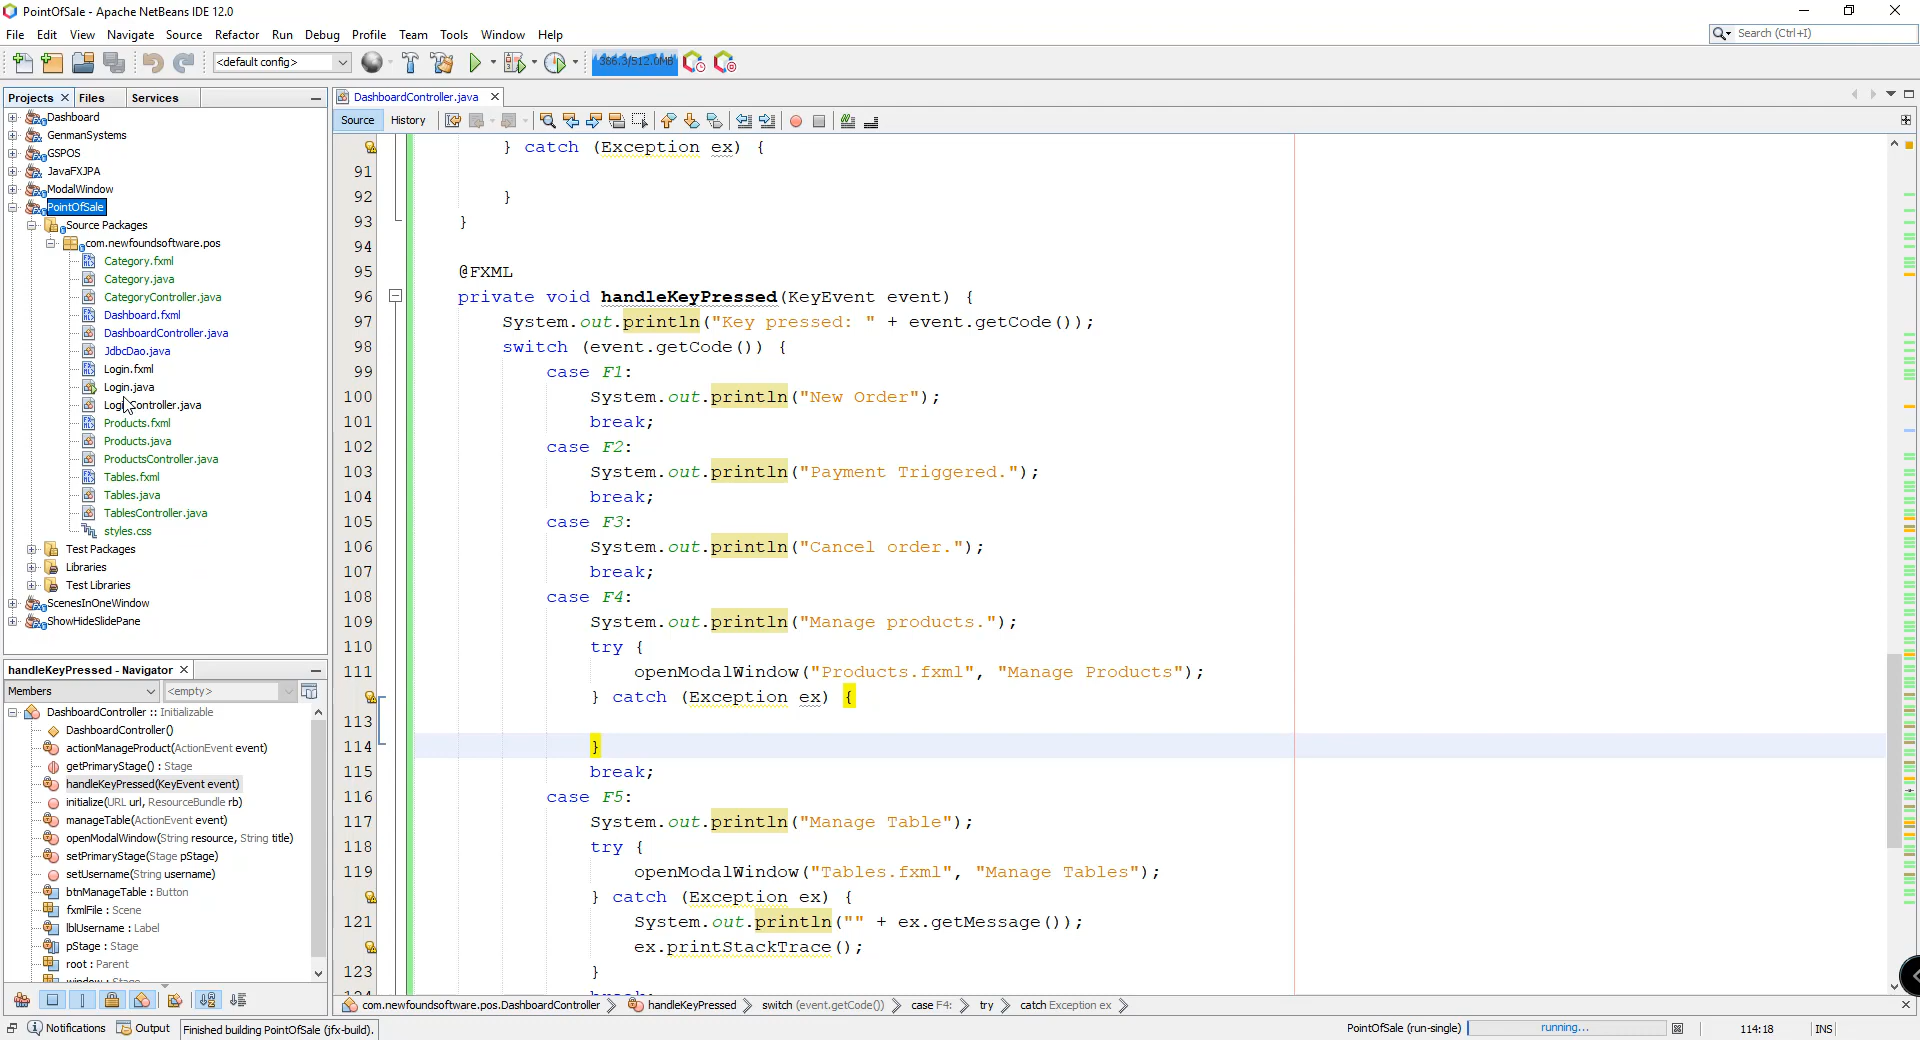 PointOfSale - Apache NetBeans IDE 12.0
File Edit View Navigate Source Refactor Run Debug Profile Team Tools Window Help
Search (Ctrl+I)
<default config>
366.3/512.0MB
Projects Files Services
DashboardController.java
Source History
Dashboard
GenmanSystems
GSPOS
JavaFXJPA
ModalWindow
PointOfSale
Source Packages
com.newfoundsoftware.pos
Category.fxml
Category.java
CategoryController.java
Dashboard.fxml
DashboardController.java
JdbcDao.java
Login.fxml
Login.java
LoginController.java
Products.fxml
Products.java
ProductsController.java
Tables.fxml
Tables.java
TablesController.java
styles.css
Test Packages
Libraries
Test Libraries
ScenesInOneWindow
ShowHideSlidePane
handleKeyPressed - Navigator
Members <empty>
DashboardController :: Initializable
DashboardController()
actionManageProduct(ActionEvent event)
getPrimaryStage() : Stage
handleKeyPressed(KeyEvent event)
initialize(URL url, ResourceBundle rb)
manageTable(ActionEvent event)
openModalWindow(String resource, String title)
setPrimaryStage(Stage pStage)
setUsername(String username)
btnManageTable : Button
fxmlFile : Scene
lblUsername : Label
pStage : Stage
root : Parent
window : Stage
} catch (Exception ex) {
91
92 }
93 }
94
95 @FXML
96 private void handleKeyPressed(KeyEvent event) {
97 System.out.println("Key pressed: " + event.getCode());
98 switch (event.getCode()) {
99 case F1:
100 System.out.println("New Order");
101 break;
102 case F2:
103 System.out.println("Payment Triggered.");
104 break;
105 case F3:
106 System.out.println("Cancel order.");
107 break;
108 case F4:
109 System.out.println("Manage products.");
110 try {
111 openModalWindow("Products.fxml", "Manage Products");
} catch (Exception ex) {
113
114 }
115 break;
116 case F5:
117 System.out.println("Manage Table");
118 try {
119 openModalWindow("Tables.fxml", "Manage Tables");
} catch (Exception ex) {
121 System.out.println("" + ex.getMessage());
ex.printStackTrace();
123 }
124 break;
com.newfoundsoftware.pos.DashboardController handleKeyPressed switch (event.getCode()) case F4: try catch Exception ex
Notifications Output Finished building PointOfSale (jfx-build). PointOfSale (run-single) running... 114:18 INS